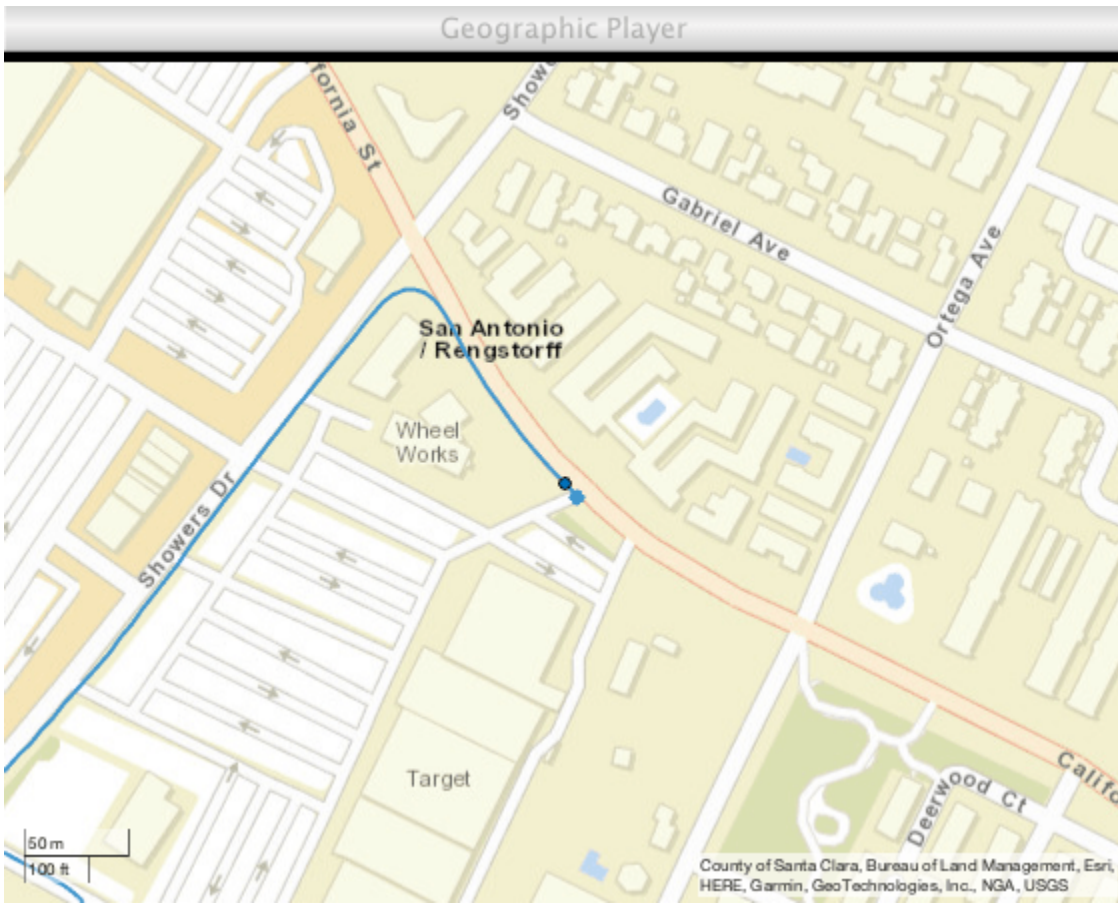 Geographic Player
fornia St
Showe
Gabriel Ave
Ortega Ave
San Antonio
/ Rengstorff
Wheel
Works
Showers Dr
Target
Califo
Deerwood Ct
50 m
100 ft
County of Santa Clara, Bureau of Land Management, Esri,
HERE, Garmin, GeoTechnologies, Inc., NGA, USGS